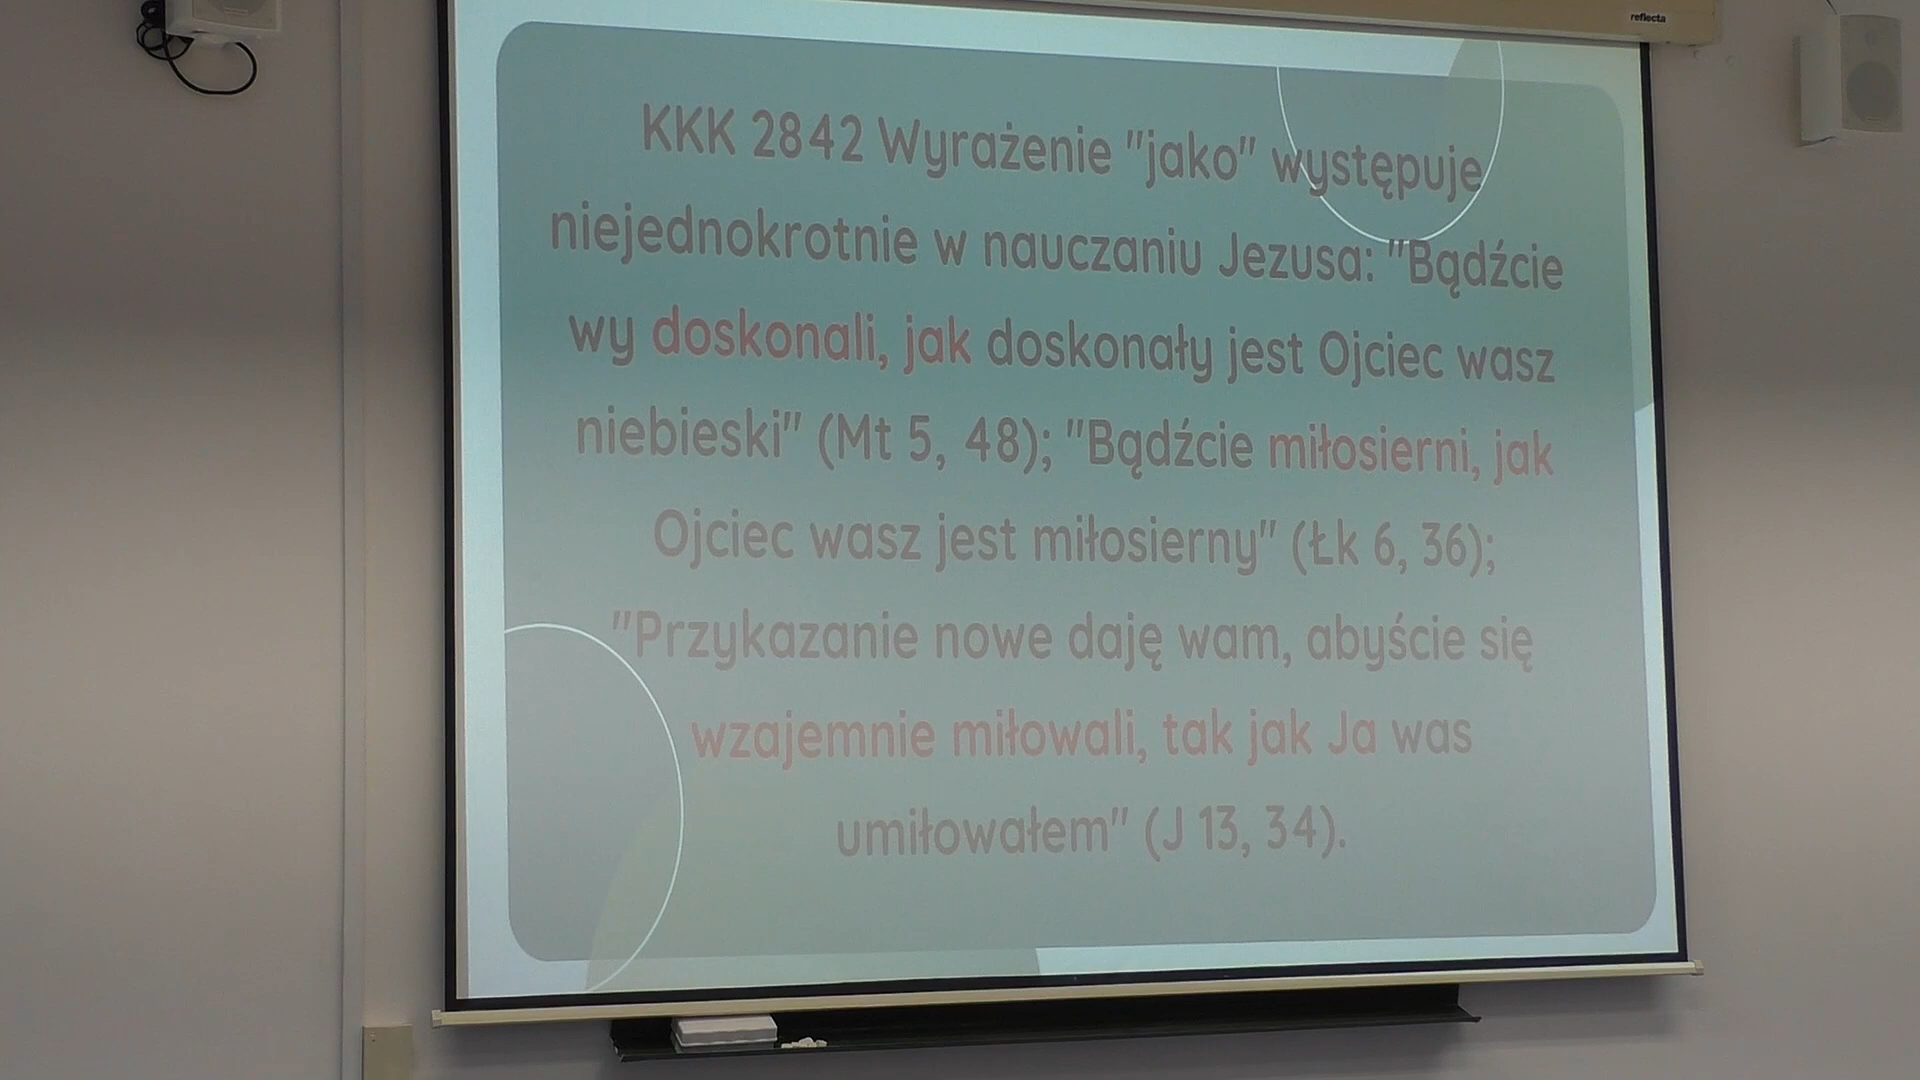 reflecta
KKK 2842 Wyrażenie "jako" występuje
niejednokrotnie w nauczaniu Jezusa: "Bądźcie
wy doskonali, jak doskonały jest Ojciec wasz
niebieski" (Mt 5, 48); "Bądźcie miłosierni, jak
Ojciec wasz jest miłosierny" (Łk 6, 36);
"Przykazanie nowe daję wam, abyście się
wzajemnie miłowali, tak jak Ja was
umiłowałem" (J 13, 34).